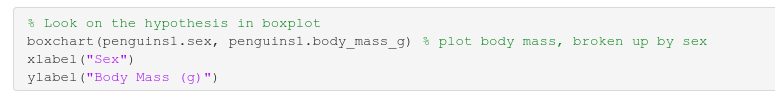 % Look on the hypothesis in boxplot
boxchart(penguins1.sex, penguins1.body_mass_g) % plot body mass, broken up by sex
xlabel("Sex")
ylabel("Body Mass (g)")